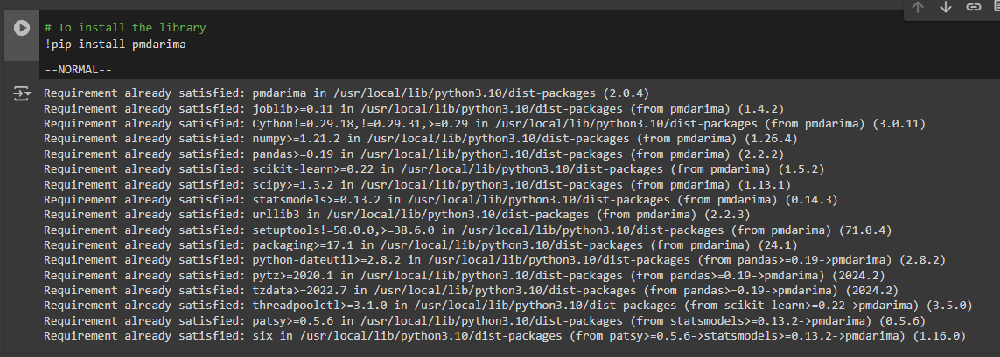 # To install the library
!pip install pmdarima
--NORMAL--
Requirement already satisfied: pmdarima in /usr/local/lib/python3.10/dist-packages (2.0.4)
Requirement already satisfied: joblib>=0.11 in /usr/local/lib/python3.10/dist-packages (from pmdarima) (1.4.2)
Requirement already satisfied: Cython!=0.29.18,!=0.29.31,>=0.29 in /usr/local/lib/python3.10/dist-packages (from pmdarima) (3.0.11)
Requirement already satisfied: numpy>=1.21.2 in /usr/local/lib/python3.10/dist-packages (from pmdarima) (1.26.4)
Requirement already satisfied: pandas>=0.19 in /usr/local/lib/python3.10/dist-packages (from pmdarima) (2.2.2)
Requirement already satisfied: scikit-learn>=0.22 in /usr/local/lib/python3.10/dist-packages (from pmdarima) (1.5.2)
Requirement already satisfied: scipy>=1.3.2 in /usr/local/lib/python3.10/dist-packages (from pmdarima) (1.13.1)
Requirement already satisfied: statsmodels>=0.13.2 in /usr/local/lib/python3.10/dist-packages (from pmdarima) (0.14.3)
Requirement already satisfied: urllib3 in /usr/local/lib/python3.10/dist-packages (from pmdarima) (2.2.3)
Requirement already satisfied: setuptools!=50.0.0,>=38.6.0 in /usr/local/lib/python3.10/dist-packages (from pmdarima) (71.0.4)
Requirement already satisfied: packaging>=17.1 in /usr/local/lib/python3.10/dist-packages (from pmdarima) (24.1)
Requirement already satisfied: python-dateutil>=2.8.2 in /usr/local/lib/python3.10/dist-packages (from pandas>=0.19->pmdarima) (2.8.2)
Requirement already satisfied: pytz>=2020.1 in /usr/local/lib/python3.10/dist-packages (from pandas>=0.19->pmdarima) (2024.2)
Requirement already satisfied: tzdata>=2022.7 in /usr/local/lib/python3.10/dist-packages (from pandas>=0.19->pmdarima) (2024.2)
Requirement already satisfied: threadpoolctl>=3.1.0 in /usr/local/lib/python3.10/dist-packages (from scikit-learn>=0.22->pmdarima) (3.5.0)
Requirement already satisfied: patsy>=0.5.6 in /usr/local/lib/python3.10/dist-packages (from statsmodels>=0.13.2->pmdarima) (0.5.6)
Requirement already satisfied: six in /usr/local/lib/python3.10/dist-packages (from patsy>=0.5.6->statsmodels>=0.13.2->pmdarima) (1.16.0)